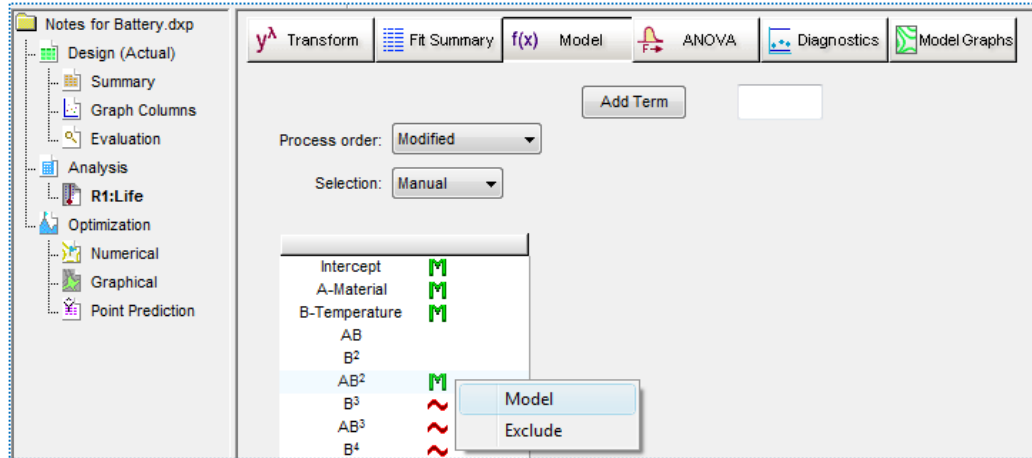 Notes for Battery.dxp
Design (Actual)
Summary
Graph Columns
Evaluation
Analysis
R1:Life
Optimization
Numerical
Graphical
Point Prediction
yλ Transform Fit Summary f(x) Model F ANOVA Diagnostics Model Graphs
Add Term
Process order: Modified
Selection: Manual
Intercept M
A-Material M
B-Temperature M
AB
B²
AB² M
B³ ~
AB³ ~
B⁴ ~
Model
Exclude